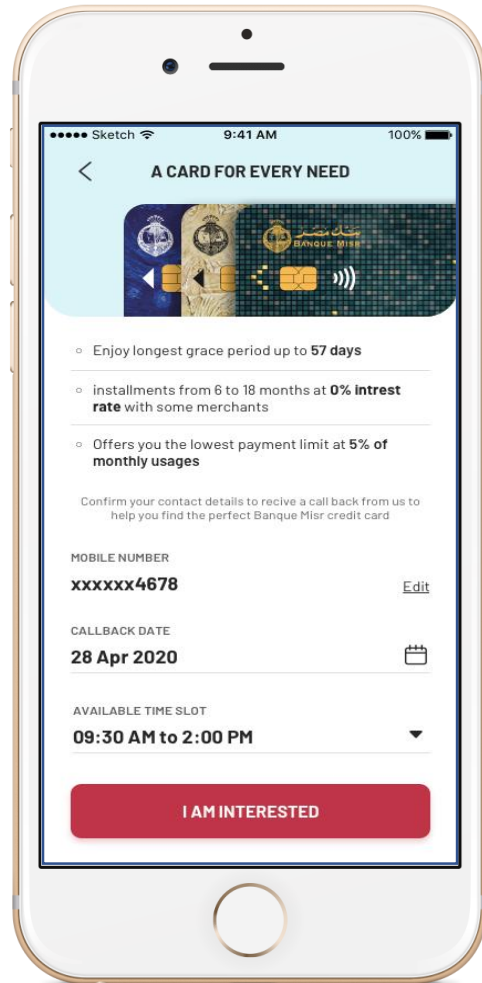 Sketch 9:41 AM 100%
A CARD FOR EVERY NEED
بنك مصر
BANQUE MISR
Enjoy longest grace period up to 57 days
installments from 6 to 18 months at 0% intrest
rate with some merchants
Offers you the lowest payment limit at 5% of
monthly usages
Confirm your contact details to recive a call back from us to
help you find the perfect Banque Misr credit card
MOBILE NUMBER
xxxxxx4678
Edit
CALLBACK DATE
28 Apr 2020
AVAILABLE TIME SLOT
09:30 AM to 2:00 PM
I AM INTERESTED